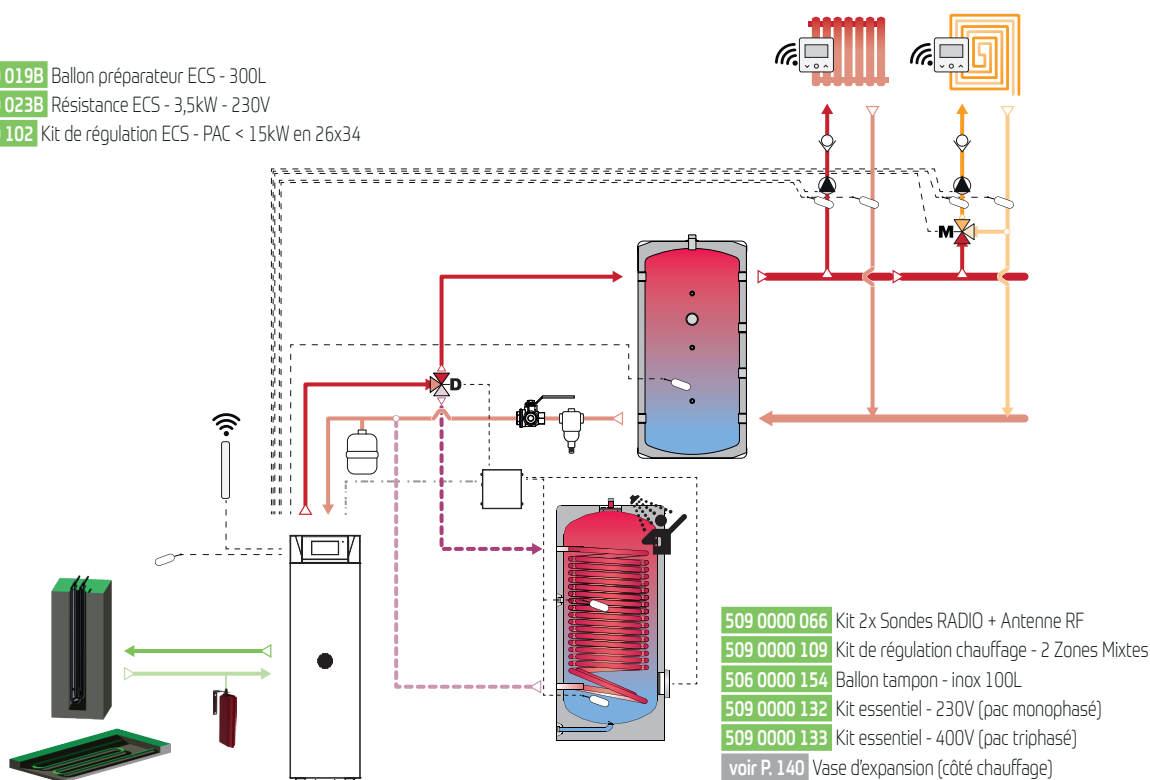 019B Ballon préparateur ECS - 300L
023B Résistance ECS - 3,5kW - 230V
102 Kit de régulation ECS - PAC < 15kW en 26x34
M
D
509 0000 066 Kit 2x Sondes RADIO + Antenne RF
509 0000 109 Kit de régulation chauffage - 2 Zones Mixtes
506 0000 154 Ballon tampon - inox 100L
509 0000 132 Kit essentiel - 230V (pac monophasé)
509 0000 133 Kit essentiel - 400V (pac triphasé)
voir P. 140 Vase d'expansion (côté chauffage)